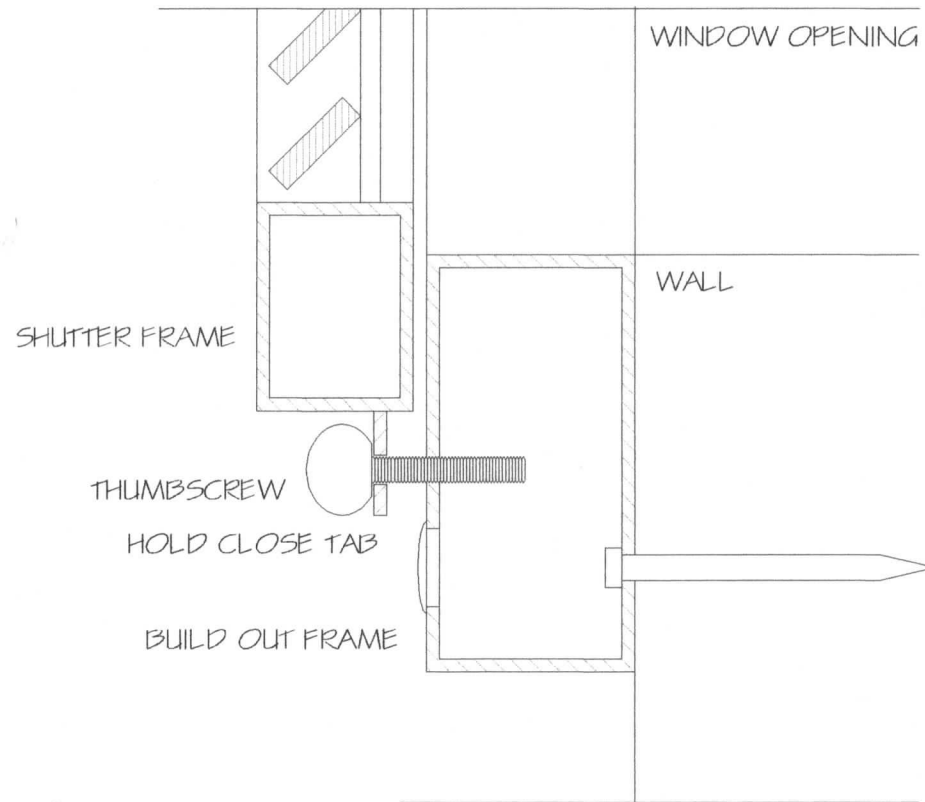 WINDOW OPENING
WALL
SHUTTER FRAME
THUMBSCREW
HOLD CLOSE TAB
BUILD OUT FRAME